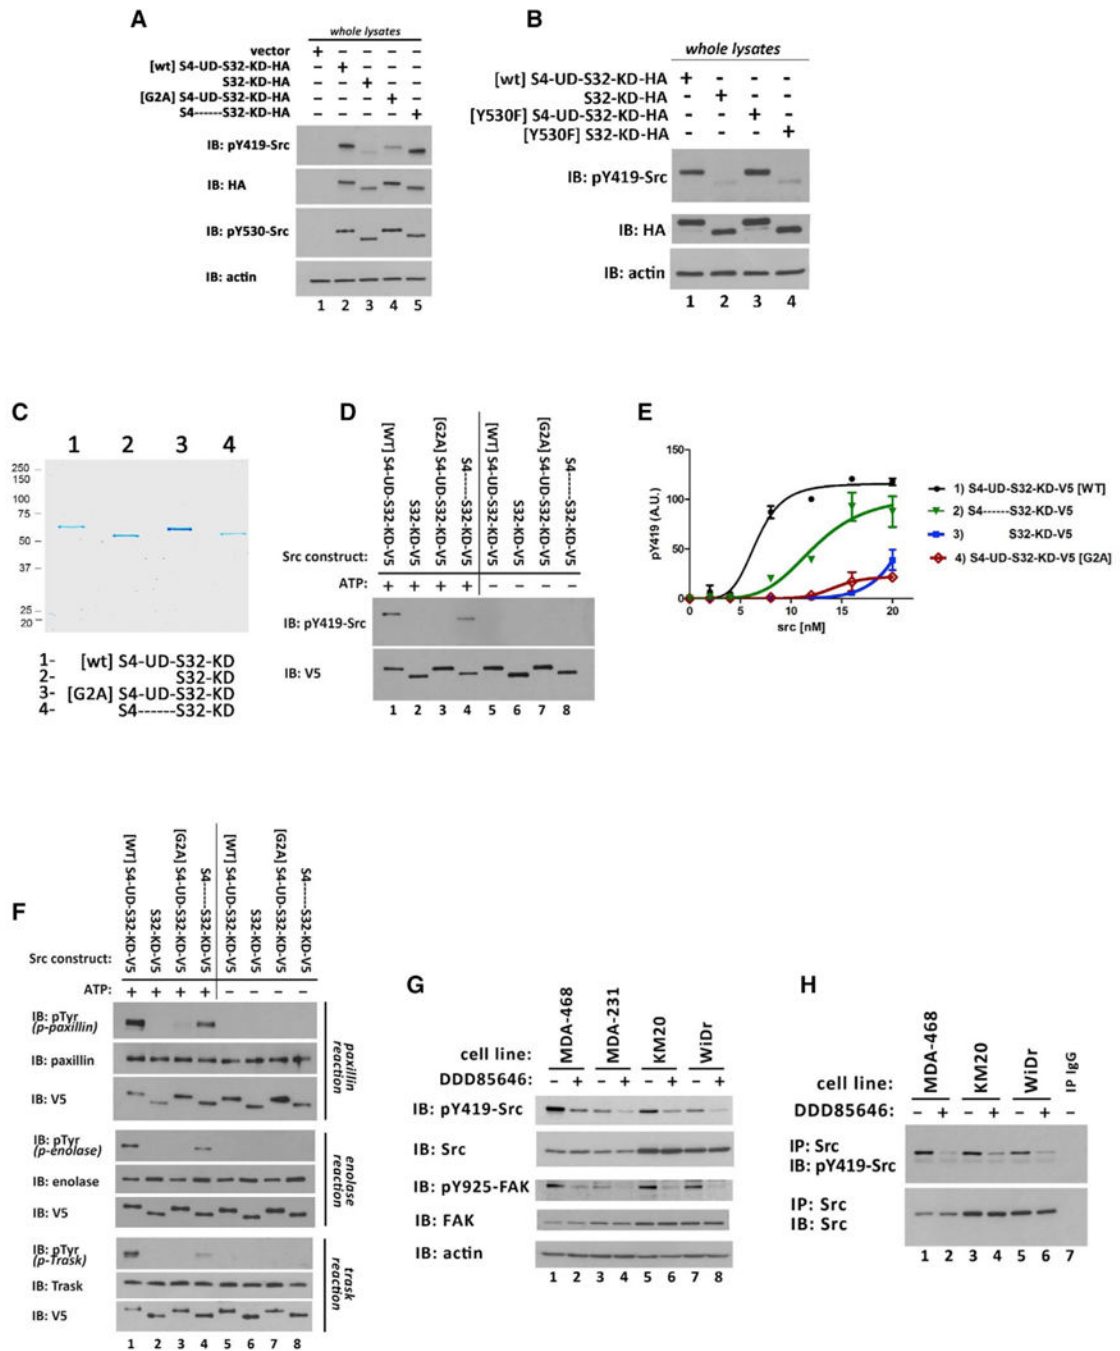 A
whole lysates
vector + – – – –
[wt] S4-UD-S32-KD-HA – + – – –
S32-KD-HA – – + – –
[G2A] S4-UD-S32-KD-HA – – – + –
S4------S32-KD-HA – – – – +
IB: pY419-Src
IB: HA
IB: pY530-Src
IB: actin
1 2 3 4 5
B
whole lysates
[wt] S4-UD-S32-KD-HA + – – –
S32-KD-HA – + – –
[Y530F] S4-UD-S32-KD-HA – – + –
[Y530F] S32-KD-HA – – – +
IB: pY419-Src
IB: HA
IB: actin
1 2 3 4
C
1 2 3 4
250
150
100
75
50
37
25
20
1- [wt] S4-UD-S32-KD
2- S32-KD
3- [G2A] S4-UD-S32-KD
4- S4------S32-KD
D
[WT] S4-UD-S32-KD-V5
S32-KD-V5
[G2A] S4-UD-S32-KD-V5
S4------S32-KD-V5
[WT] S4-UD-S32-KD-V5
S32-KD-V5
[G2A] S4-UD-S32-KD-V5
S4------S32-KD-V5
Src construct:
ATP: + + + + – – – –
IB: pY419-Src
IB: V5
1 2 3 4 5 6 7 8
E
pY419 (A.U.)
150
100
50
0
0 5 10 15 20
src [nM]
1) S4-UD-S32-KD-V5 [WT]
2) S4------S32-KD-V5
3) S32-KD-V5
4) S4-UD-S32-KD-V5 [G2A]
F
[WT] S4-UD-S32-KD-V5
S32-KD-V5
[G2A] S4-UD-S32-KD-V5
S4------S32-KD-V5
[WT] S4-UD-S32-KD-V5
S32-KD-V5
[G2A] S4-UD-S32-KD-V5
S4------S32-KD-V5
Src construct:
ATP: + + + + – – – –
IB: pTyr
(p-paxillin)
IB: paxillin
IB: V5
paxillin
reaction
IB: pTyr
(p-enolase)
IB: enolase
IB: V5
enolase
reaction
IB: pTyr
(p-Trask)
IB: Trask
IB: V5
trask
reaction
1 2 3 4 5 6 7 8
G
MDA-468
MDA-231
KM20
WiDr
cell line:
DDD85646: – + – + – + – +
IB: pY419-Src
IB: Src
IB: pY925-FAK
IB: FAK
IB: actin
1 2 3 4 5 6 7 8
H
MDA-468
KM20
WiDr
IP IgG
cell line:
DDD85646: – + – + – + –
IP: Src
IB: pY419-Src
IP: Src
IB: Src
1 2 3 4 5 6 7